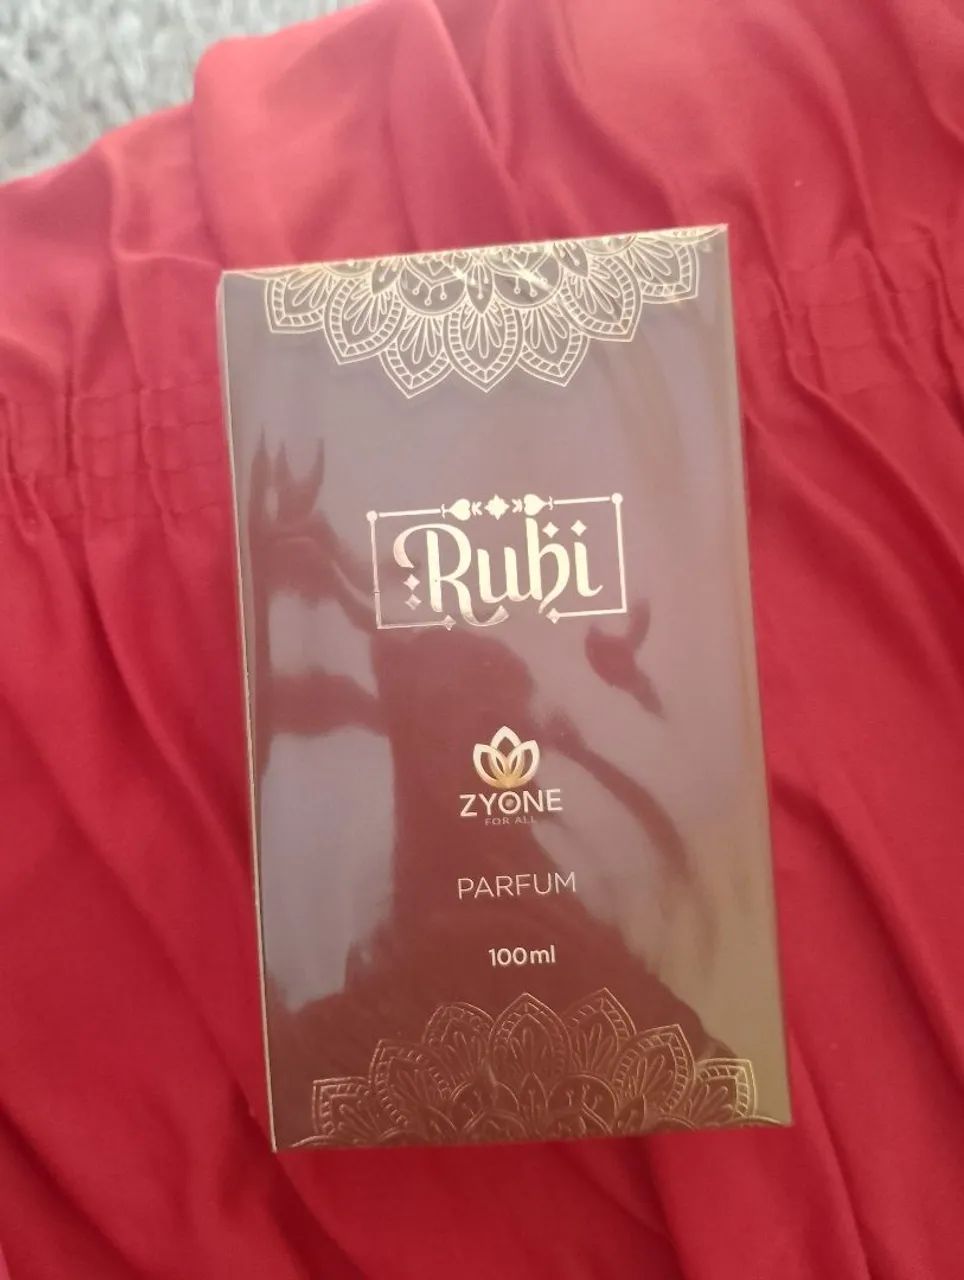 Rubi
ZYONE
FOR ALL
PARFUM
100ml